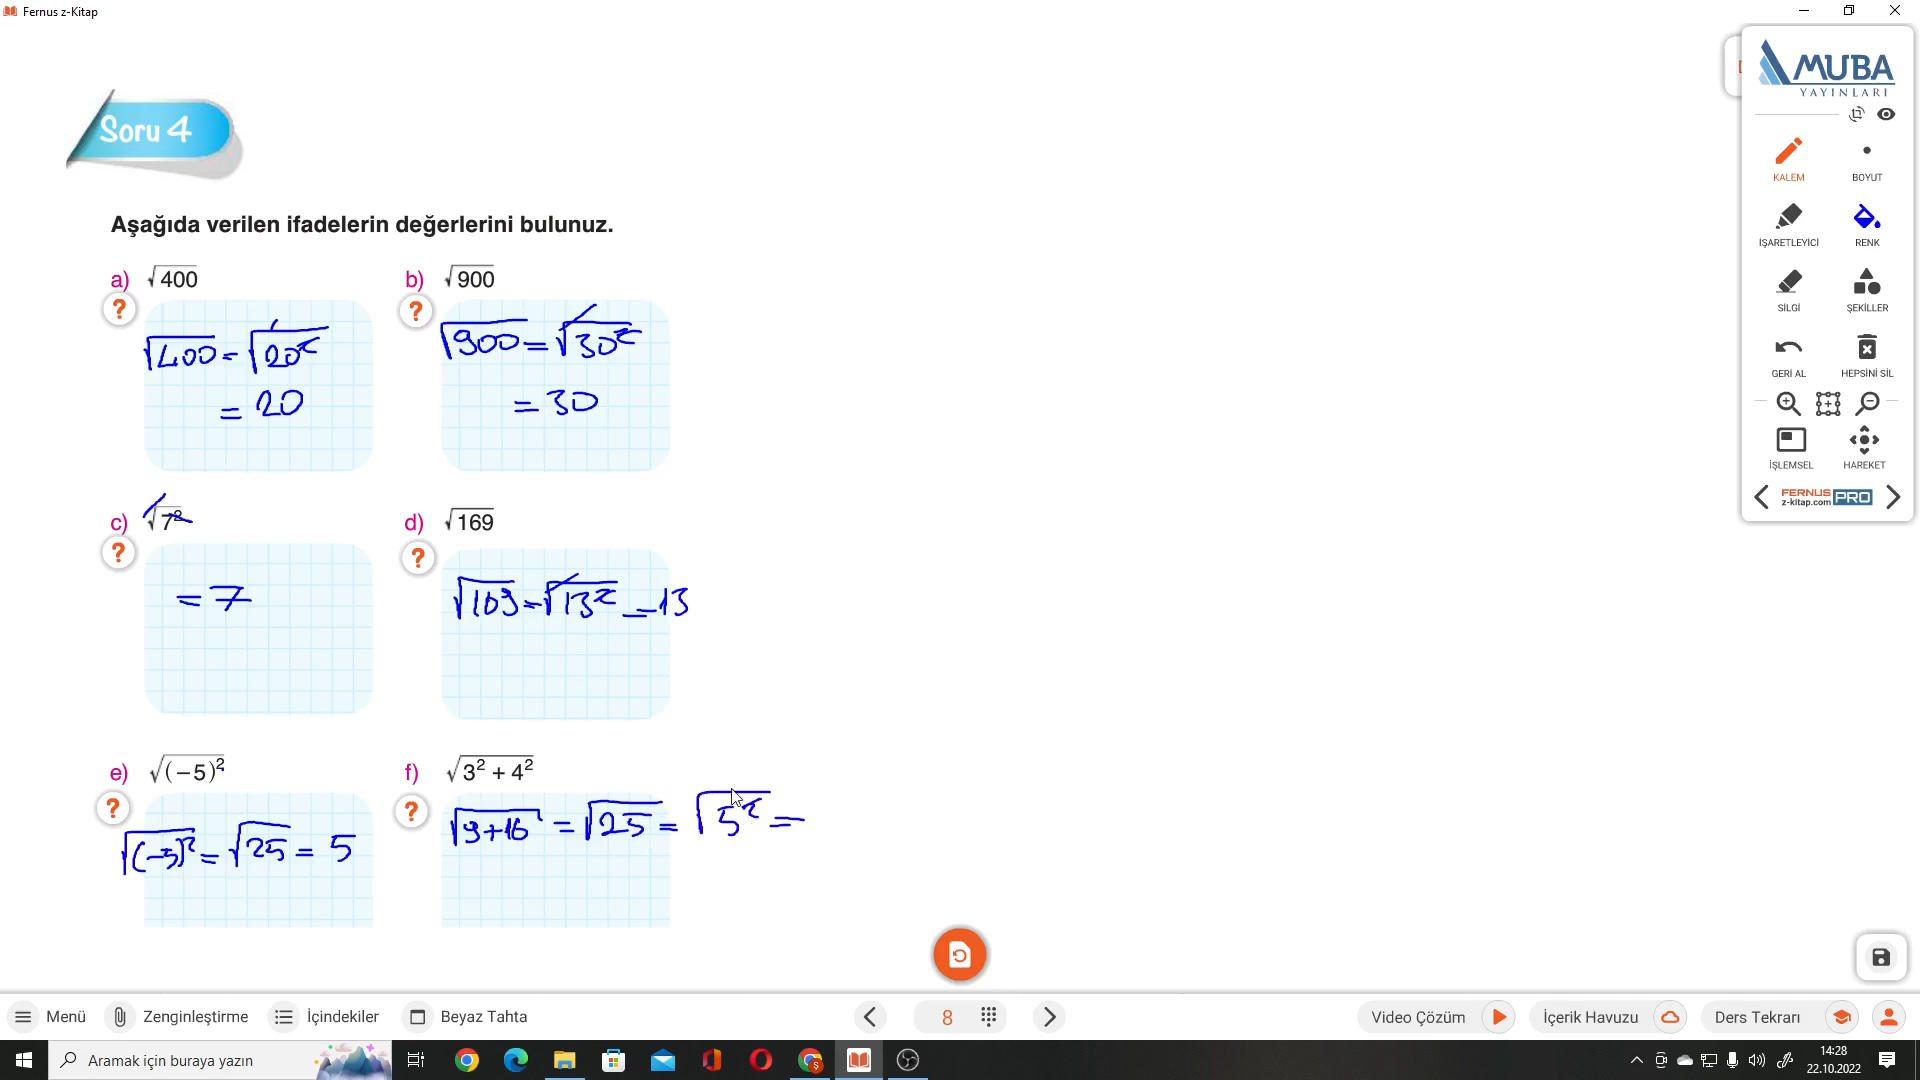 Fernus z-Kitap
MUBA
YAYINLARI
Soru 4
KALEM
BOYUT
Aşağıda verilen ifadelerin değerlerini bulunuz.
İŞARETLEYİCİ
RENK
a) √400
b) √900
SİLGİ
ŞEKİLLER
√400 = √20²
= 20
√900 = √30²
= 30
GERİ AL
HEPSİNİ SİL
İŞLEMSEL
HAREKET
FERNUS
z-kitap.com
PRO
c) √7²
d) √169
= 7
√169 = √13² = 13
e) √(−5)²
f) √3² + 4²
√(-5)² = √25 = 5
√9+16 = √25 = √5² =
Menü
Zenginleştirme
İçindekiler
Beyaz Tahta
8
Video Çözüm
İçerik Havuzu
Ders Tekrarı
Aramak için buraya yazın
14:28
22.10.2022